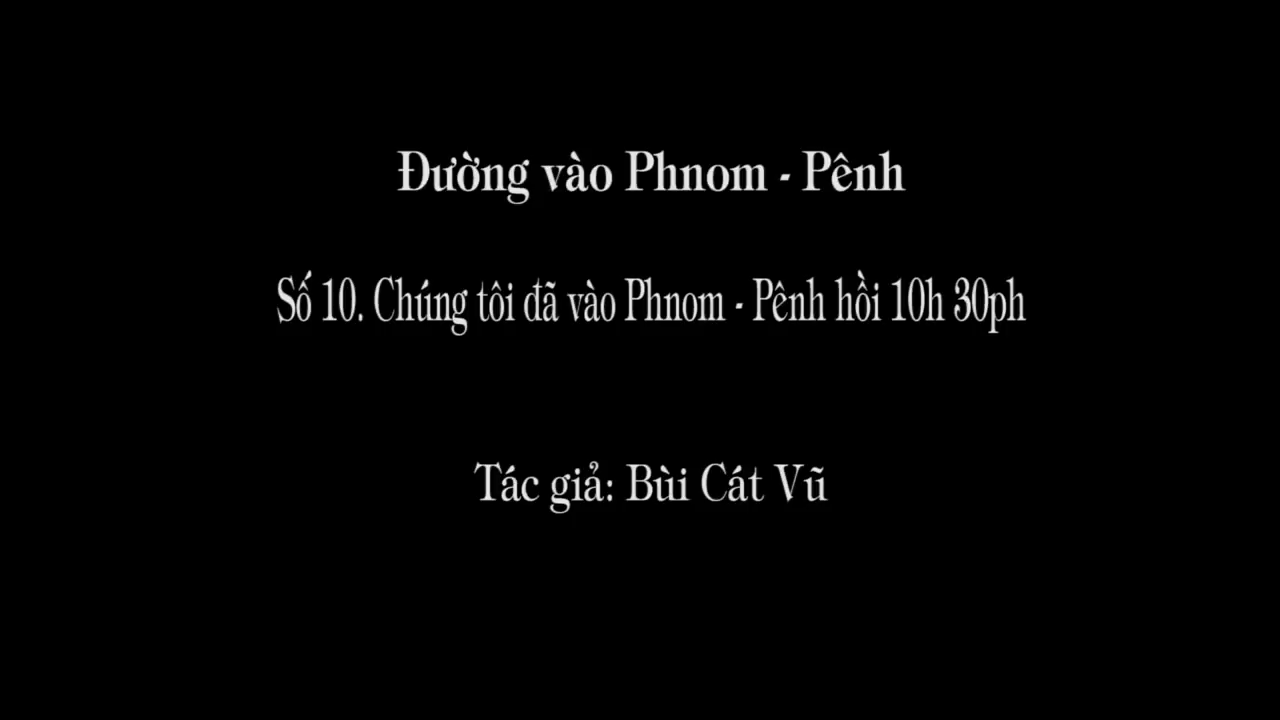 Đường vào Phnom - Pênh
Số 10. Chúng tôi đã vào Phnom - Pênh hồi 10h 30ph
Tác giả: Bùi Cát Vũ